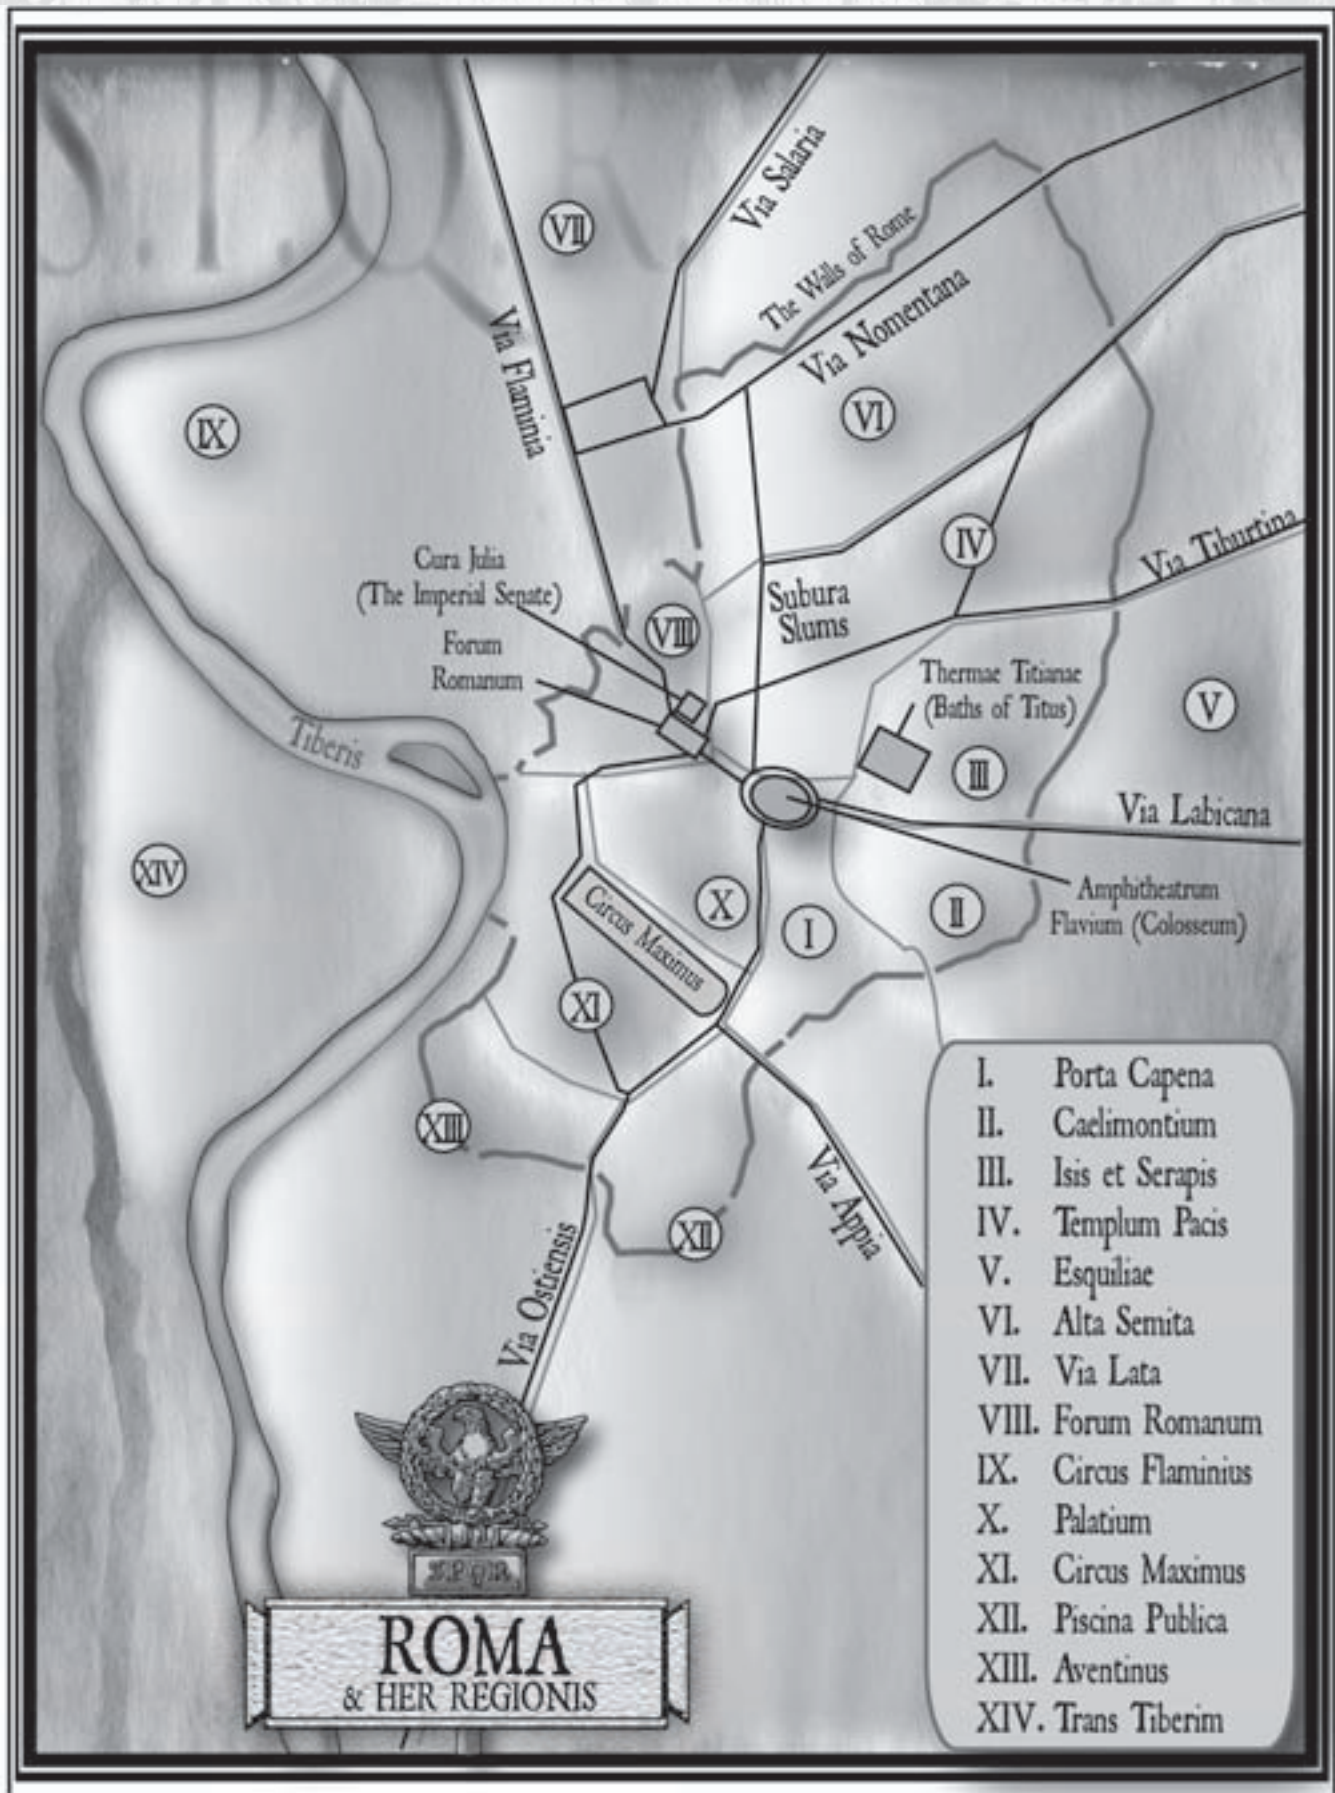 Via Salaria
VII
The Walls of Rome
Via Flaminia
Via Nomentana
IX
VI
Cura Julia
(The Imperial Senate)
IV
Via Tiburtina
Subura
Slums
VIII
Forum
Romanum
Thermae Titianae
(Baths of Titus)
V
Tiberis
III
Via Labicana
XIV
Circus Maximus
X
I
II
Amphitheatrum
Flavium (Colosseum)
XI
XIII
Via Appia
XII
Via Ostiensis
I. Porta Capena
II. Caelimontium
III. Isis et Serapis
IV. Templum Pacis
V. Esquiliae
VI. Alta Semita
VII. Via Lata
VIII. Forum Romanum
IX. Circus Flaminius
X. Palatium
XI. Circus Maximus
XII. Piscina Publica
XIII. Aventinus
XIV. Trans Tiberim
S.P.Q.R.
ROMA
& HER REGIONIS